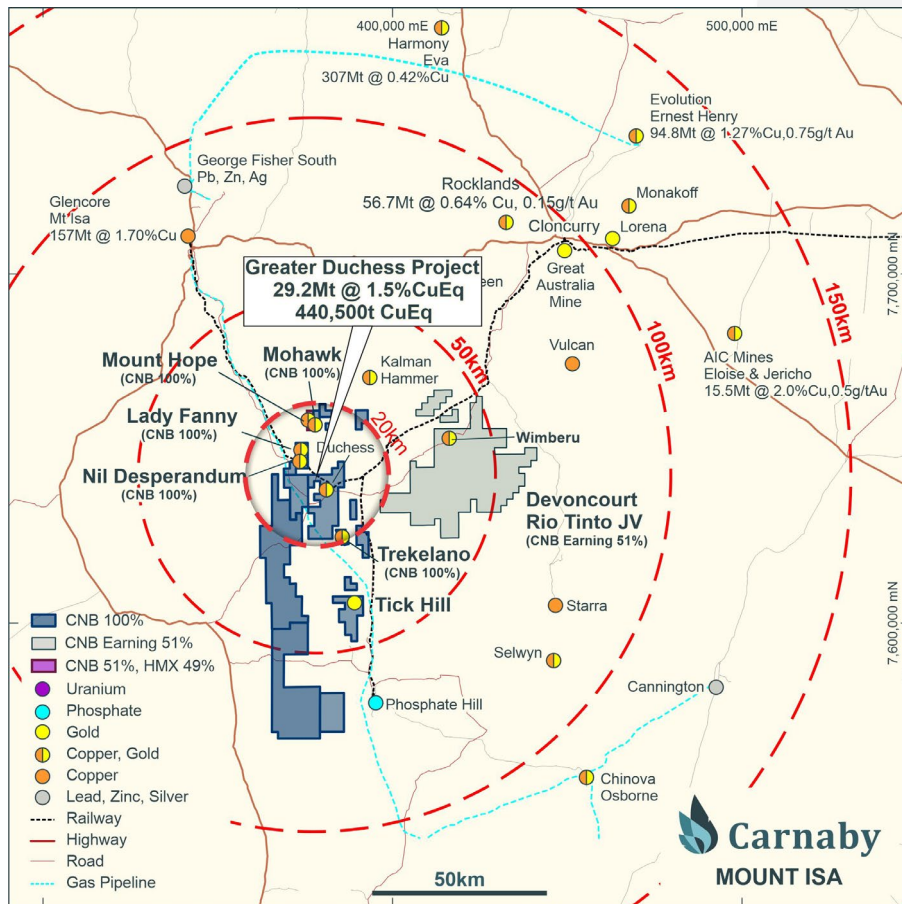 400,000 mE
500,000 mE
Harmony
Eva
307Mt @ 0.42%Cu
Evolution
Ernest Henry
94.8Mt @ 1.27%Cu,0.75g/t Au
George Fisher South
Pb, Zn, Ag
Rocklands
56.7Mt @ 0.64% Cu, 0.15g/t Au
Monakoff
Glencore
Mt Isa
157Mt @ 1.70%Cu
Cloncurry
Lorena
Great
Australia
Mine
7,700,000 mN
Greater Duchess Project
29.2Mt @ 1.5%CuEq
440,500t CuEq
een
150km
100km
50km
20km
Mount Hope
(CNB 100%)
Mohawk
(CNB 100%)
Kalman
Hammer
Vulcan
AIC Mines
Eloise & Jericho
15.5Mt @ 2.0%Cu,0.5g/tAu
Lady Fanny
(CNB 100%)
Duchess
Wimberu
Nil Desperandum
(CNB 100%)
Devoncourt
Rio Tinto JV
(CNB Earning 51%)
Trekelano
(CNB 100%)
Tick Hill
Starra
7,600,000 mN
Selwyn
Cannington
Phosphate Hill
Chinova
Osborne
CNB 100%
CNB Earning 51%
CNB 51%, HMX 49%
Uranium
Phosphate
Gold
Copper, Gold
Copper
Lead, Zinc, Silver
Railway
Highway
Road
Gas Pipeline
50km
Carnaby
MOUNT ISA